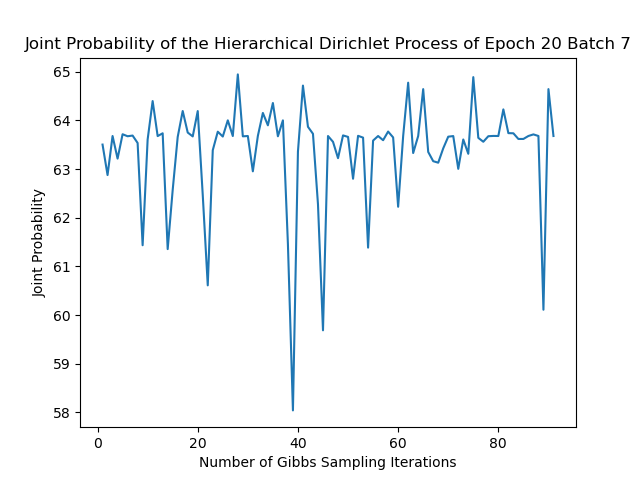 Joint Probability of the Hierarchical Dirichlet Process of Epoch 20 Batch 7
65
64
63
62
61
60
59
58
Joint Probability
0 20 40 60 80
Number of Gibbs Sampling Iterations